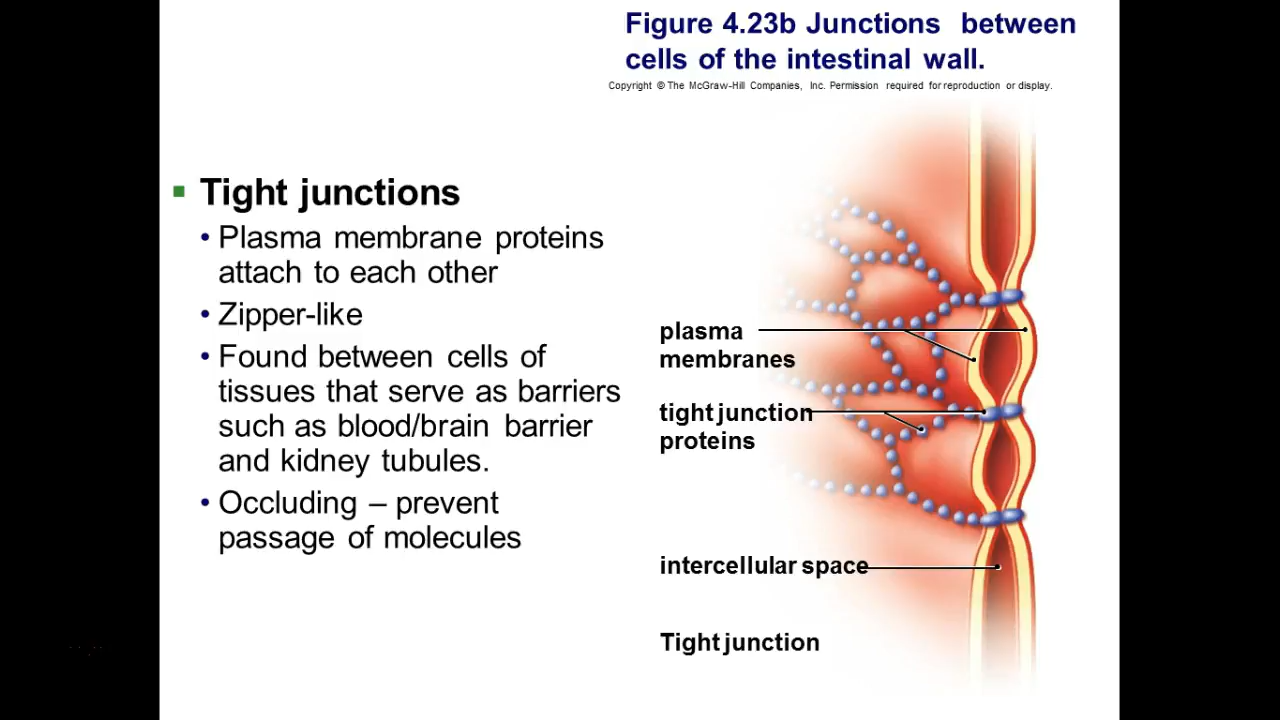 Figure 4.23b Junctions between
cells of the intestinal wall.
Copyright © The McGraw-Hill Companies, Inc. Permission required for reproduction or display.
▪ Tight junctions
• Plasma membrane proteins
attach to each other
• Zipper-like
• Found between cells of
tissues that serve as barriers
such as blood/brain barrier
and kidney tubules.
• Occluding – prevent
passage of molecules
plasma
membranes
tight junction
proteins
intercellular space
Tight junction